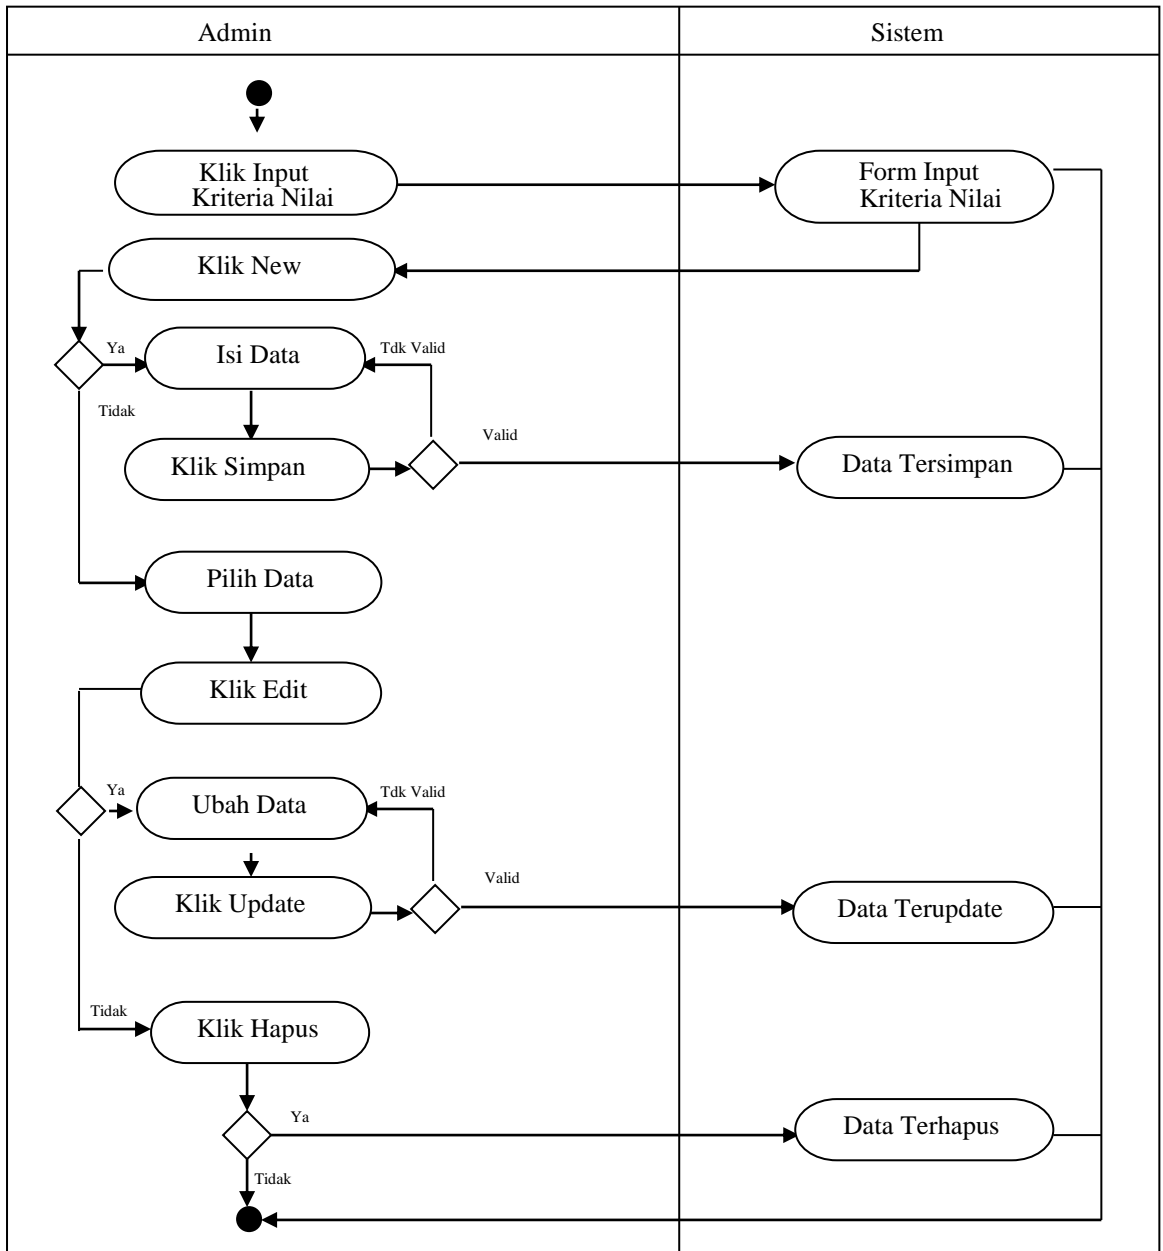 Admin
Sistem
Klik Input
Kriteria Nilai
Form Input
Kriteria Nilai
Klik New
Ya
Isi Data
Tdk Valid
Tidak
Klik Simpan
Valid
Data Tersimpan
Pilih Data
Klik Edit
Ya
Ubah Data
Tdk Valid
Klik Update
Valid
Data Terupdate
Tidak
Klik Hapus
Ya
Data Terhapus
Tidak